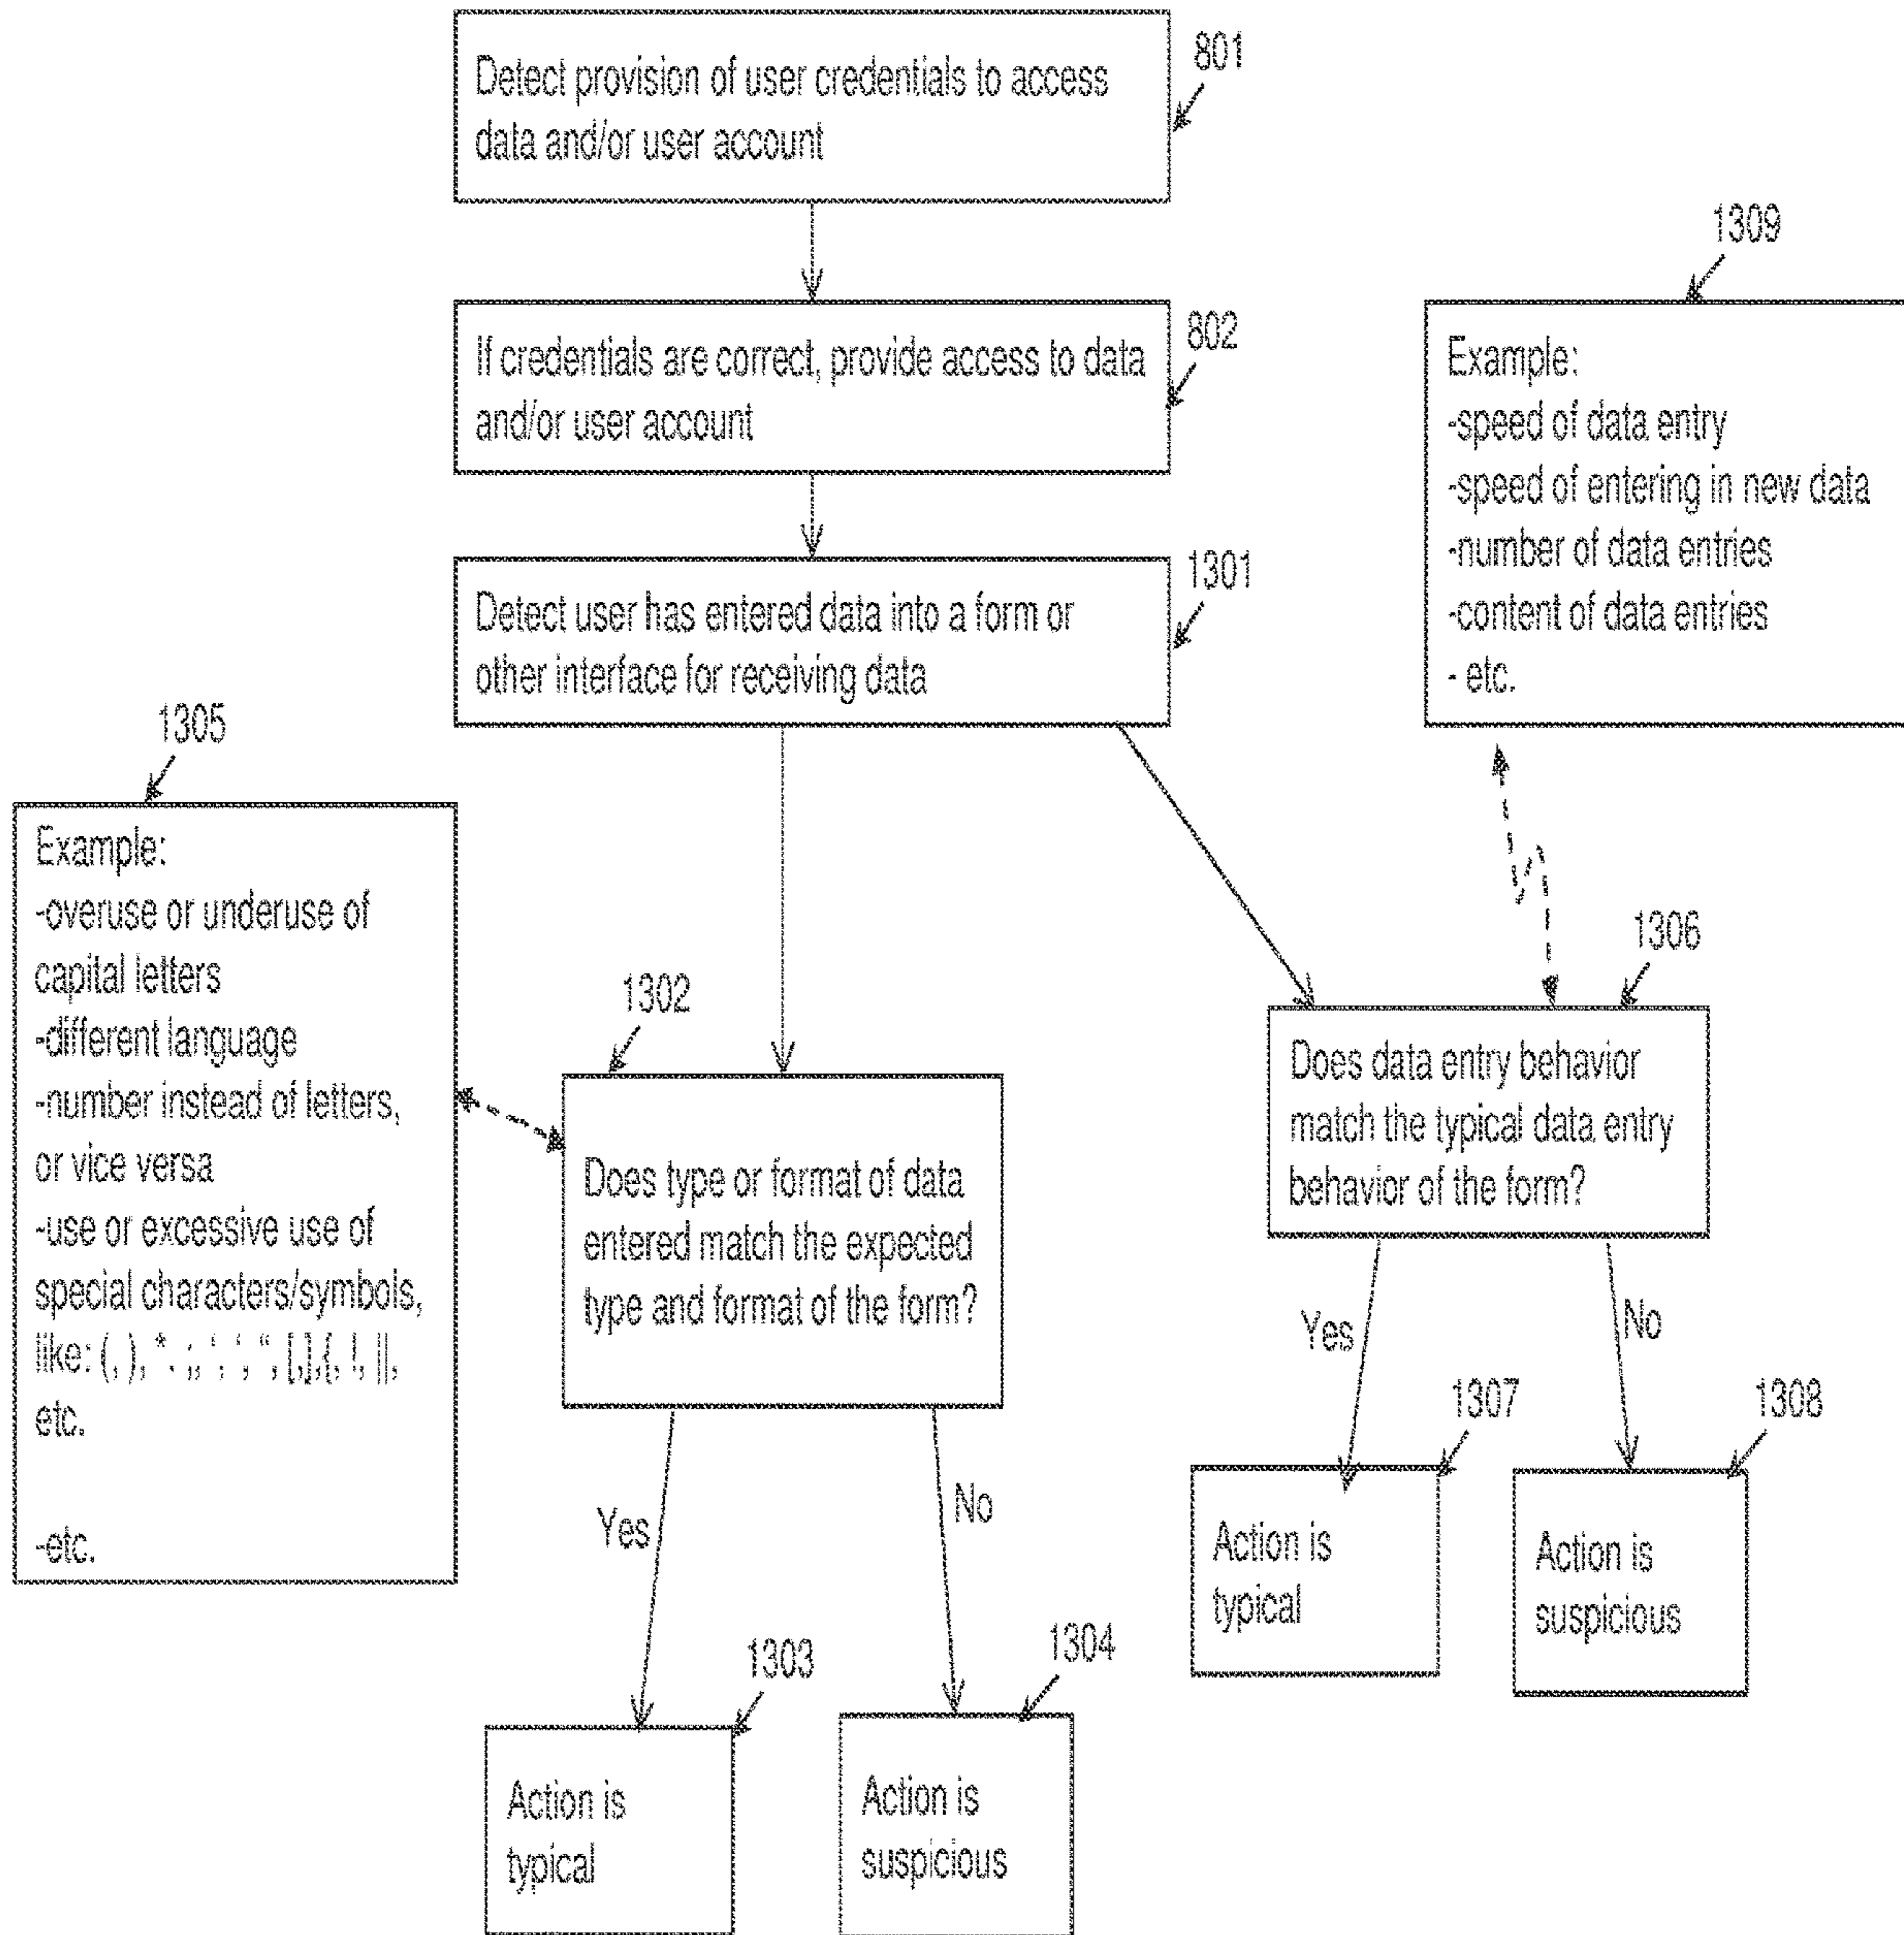 801
Detect provision of user credentials to access
data and/or user account
802
If credentials are correct, provide access to data
and/or user account
1309
Example:
-speed of data entry
-speed of entering in new data
-number of data entries
-content of data entries
- etc.
1301
Detect user has entered data into a form or
other interface for receiving data
1305
Example:
-overuse or underuse of
capital letters
-different language
-number instead of letters,
or vice versa
-use or excessive use of
special characters/symbols,
like: (, ), *,
etc.
-etc.
1302
Does type or format of data
entered match the expected
type and format of the form?
1306
Does data entry behavior
match the typical data entry
behavior of the form?
Yes
No
1307
Action is
typical
1308
Action is
suspicious
Yes
No
1303
Action is
typical
1304
Action is
suspicious